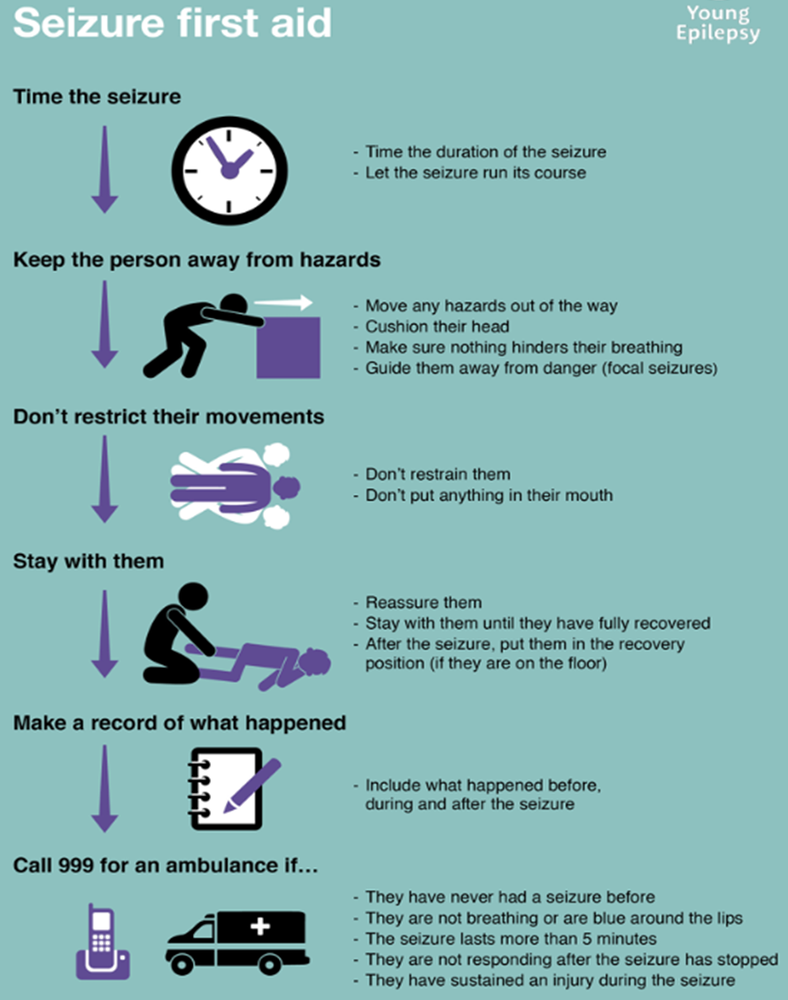 Seizure first aid
Young
Epilepsy
Time the seizure
- Time the duration of the seizure
- Let the seizure run its course
Keep the person away from hazards
- Move any hazards out of the way
- Cushion their head
- Make sure nothing hinders their breathing
- Guide them away from danger (focal seizures)
Don’t restrict their movements
- Don’t restrain them
- Don’t put anything in their mouth
Stay with them
- Reassure them
- Stay with them until they have fully recovered
- After the seizure, put them in the recovery
position (if they are on the floor)
Make a record of what happened
- Include what happened before,
during and after the seizure
Call 999 for an ambulance if…
- They have never had a seizure before
- They are not breathing or are blue around the lips
- The seizure lasts more than 5 minutes
- They are not responding after the seizure has stopped
- They have sustained an injury during the seizure